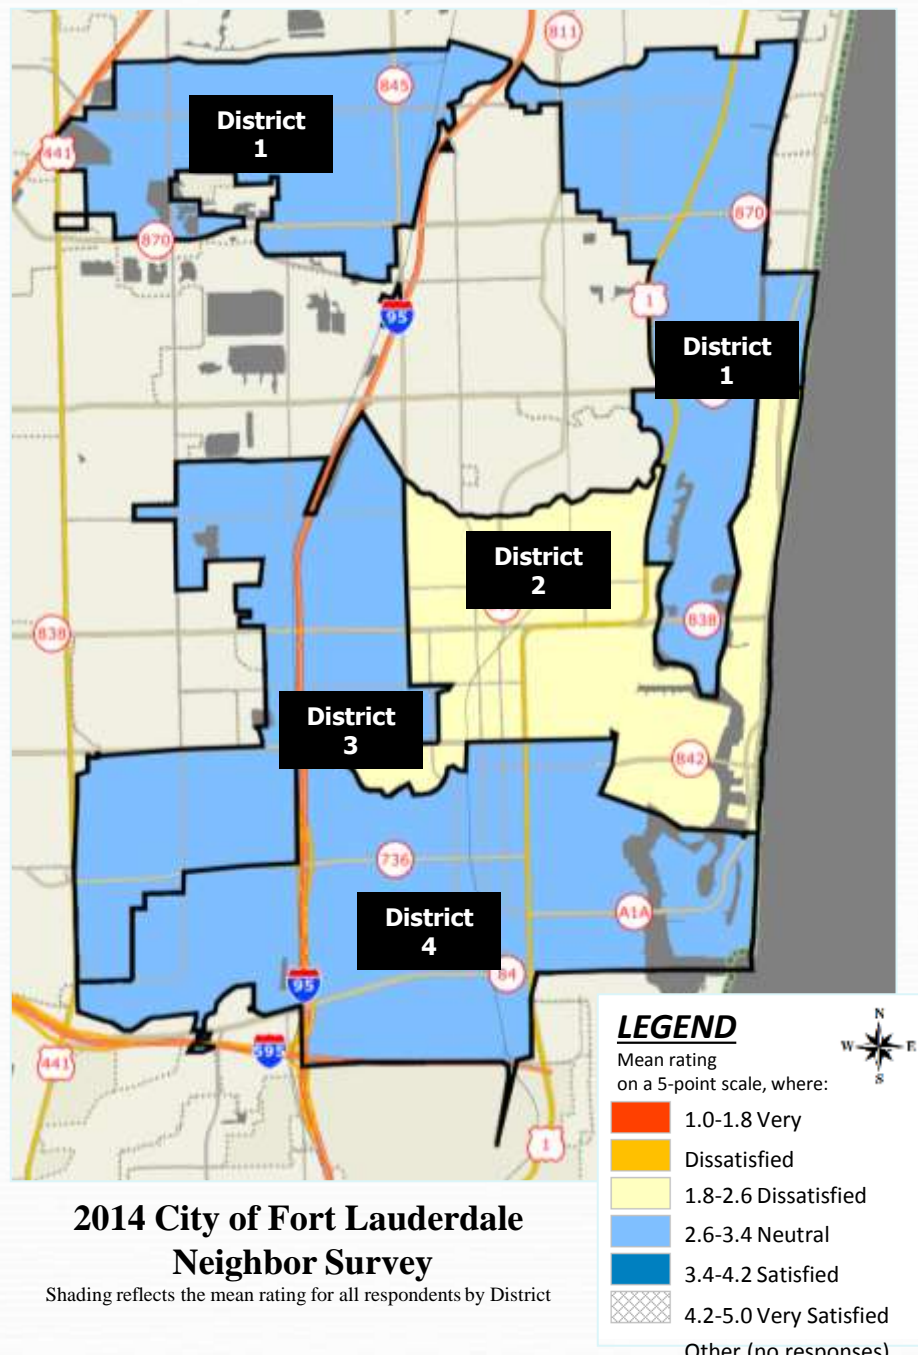 811
845
District
1
441
870
870
1
95
District
1
District
2
838
838
District
3
842
736
District
4
A1A
84
95
595
441
1
LEGEND
Mean rating
on a 5-point scale, where:
N
W E
S
1.0-1.8 Very
Dissatisfied
1.8-2.6 Dissatisfied
2.6-3.4 Neutral
3.4-4.2 Satisfied
4.2-5.0 Very Satisfied
Other (no responses)
2014 City of Fort Lauderdale
Neighbor Survey
Shading reflects the mean rating for all respondents by District